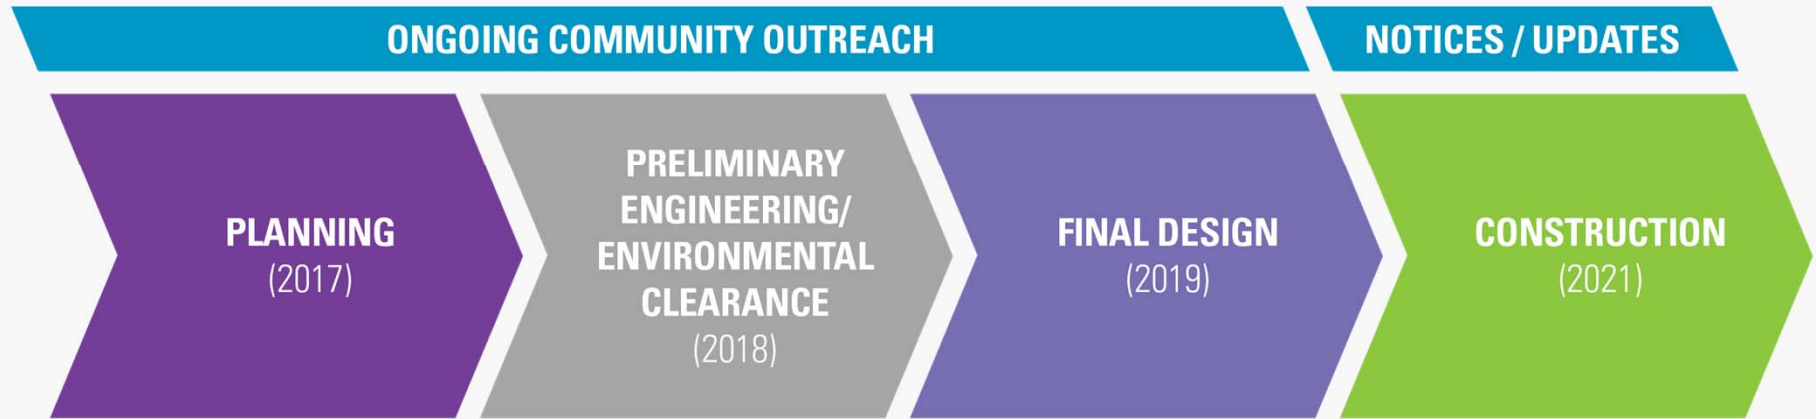 ONGOING COMMUNITY OUTREACH
NOTICES / UPDATES
PLANNING
(2017)
PRELIMINARY
ENGINEERING/
ENVIRONMENTAL
CLEARANCE
(2018)
FINAL DESIGN
(2019)
CONSTRUCTION
(2021)